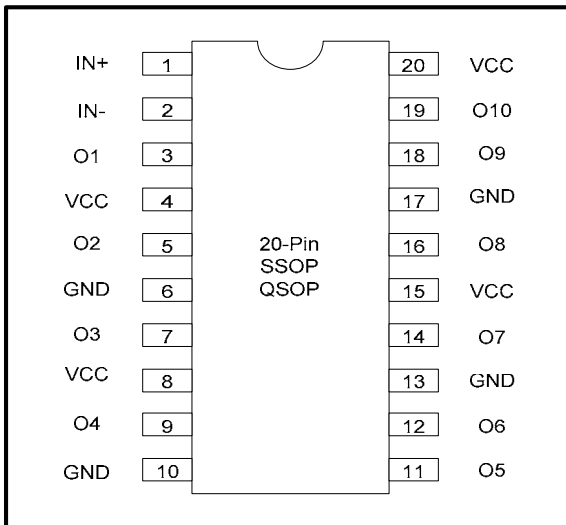 IN+ 1 20 VCC
IN- 2 19 O10
O1 3 18 O9
VCC 4 17 GND
O2 5 20-Pin 16 O8
SSOP
GND 6 QSOP 15 VCC
O3 7 14 O7
VCC 8 13 GND
O4 9 12 O6
GND 10 11 O5